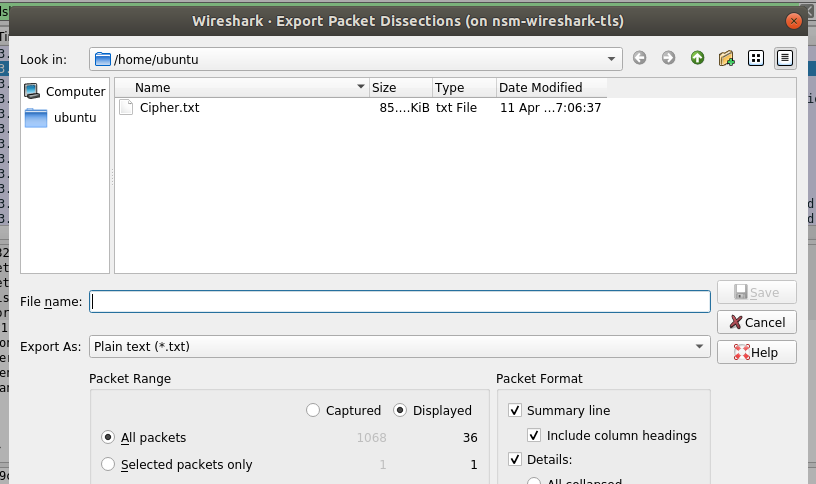 Wireshark · Export Packet Dissections (on nsm-wireshark-tls)
Look in: /home/ubuntu
Computer
ubuntu
Name Size Type Date Modified
Cipher.txt 85....KiB txt File 11 Apr ...7:06:37
File name: Save
Cancel
Export As: Plain text (*.txt) Help
Packet Range Packet Format
Captured Displayed Summary line
All packets 1068 36 Include column headings
Selected packets only 1 1 Details:
All collapsed